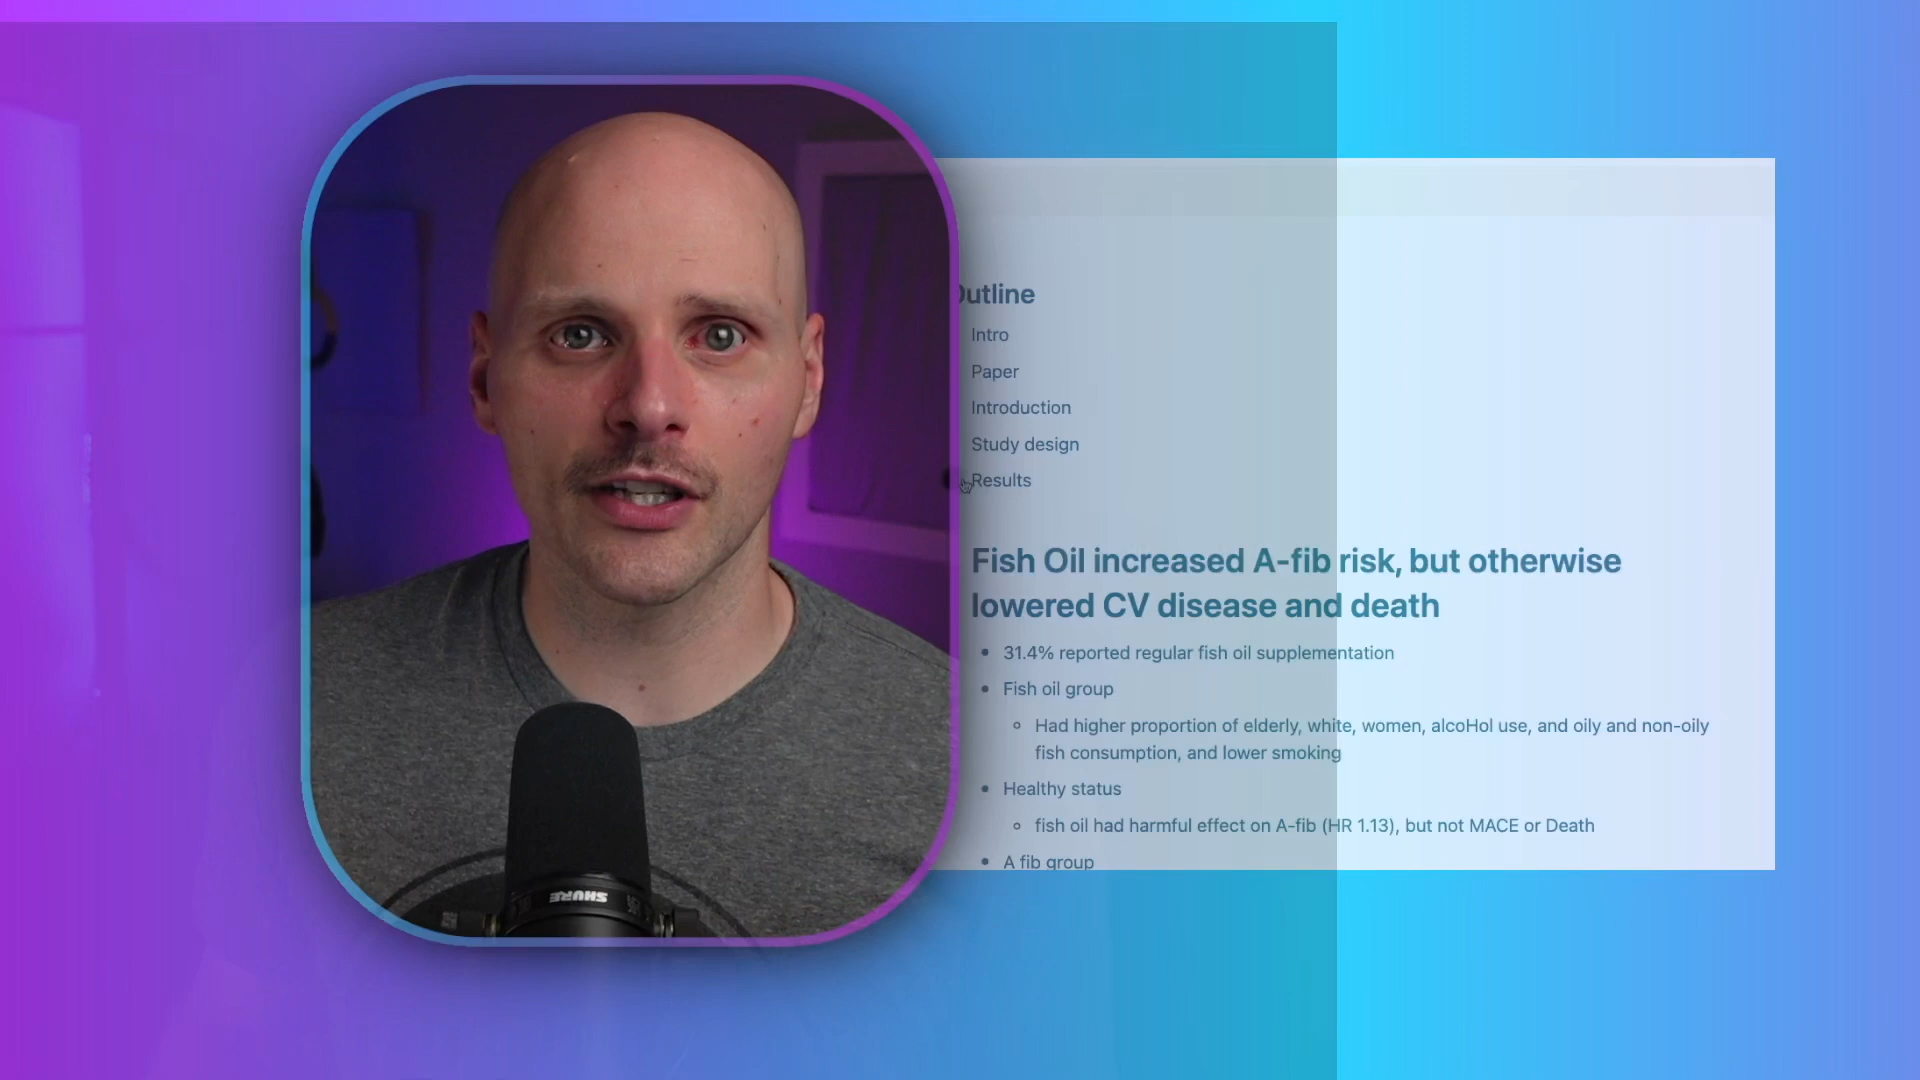 Outline
Intro
Paper
Introduction
Study design
Results
Fish Oil increased A-fib risk, but otherwise
lowered CV disease and death
• 31.4% reported regular fish oil supplementation
• Fish oil group
◦ Had higher proportion of elderly, white, women, alcoHol use, and oily and non-oily
fish consumption, and lower smoking
• Healthy status
◦ fish oil had harmful effect on A-fib (HR 1.13), but not MACE or Death
• A fib group
SHURE